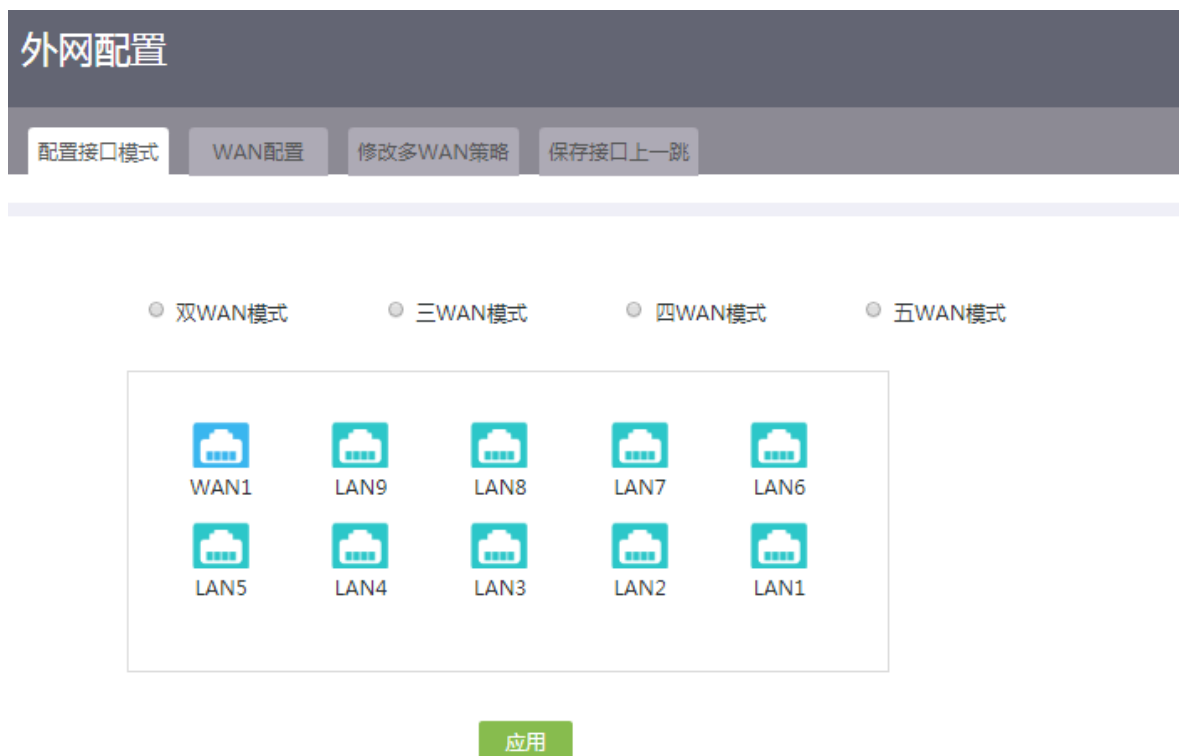 外网配置
配置接口模式 WAN配置 修改多WAN策略 保存接口上一跳
双WAN模式 三WAN模式 四WAN模式 五WAN模式
WAN1 LAN9 LAN8 LAN7 LAN6
LAN5 LAN4 LAN3 LAN2 LAN1
应用